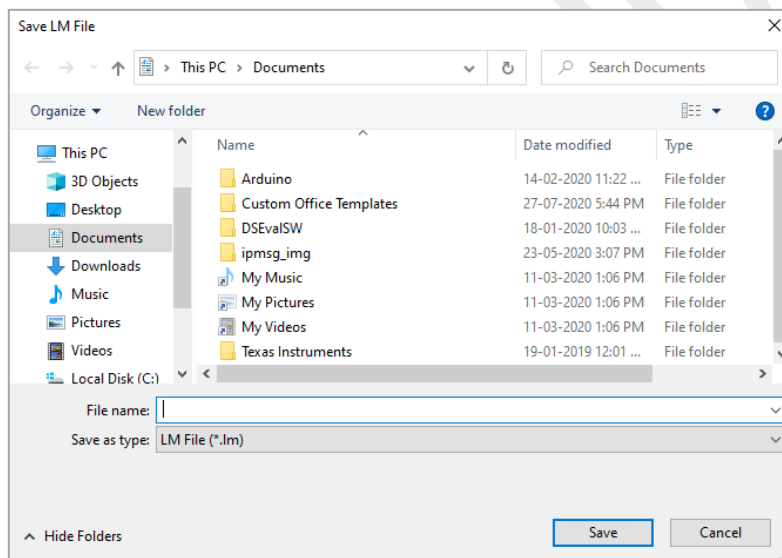 Save LM File
This PC > Documents
Search Documents
Organize
New folder
This PC
3D Objects
Desktop
Documents
Downloads
Music
Pictures
Videos
Local Disk (C:)
Name Date modified Type
Arduino 14-02-2020 11:22 ... File folder
Custom Office Templates 27-07-2020 5:44 PM File folder
DSEvalSW 18-01-2020 10:03 ... File folder
ipmsg_img 23-05-2020 3:07 PM File folder
My Music 11-03-2020 1:06 PM File folder
My Pictures 11-03-2020 1:06 PM File folder
My Videos 11-03-2020 1:06 PM File folder
Texas Instruments 19-01-2019 12:01 ... File folder
File name:
Save as type: LM File (*.lm)
Hide Folders
Save
Cancel